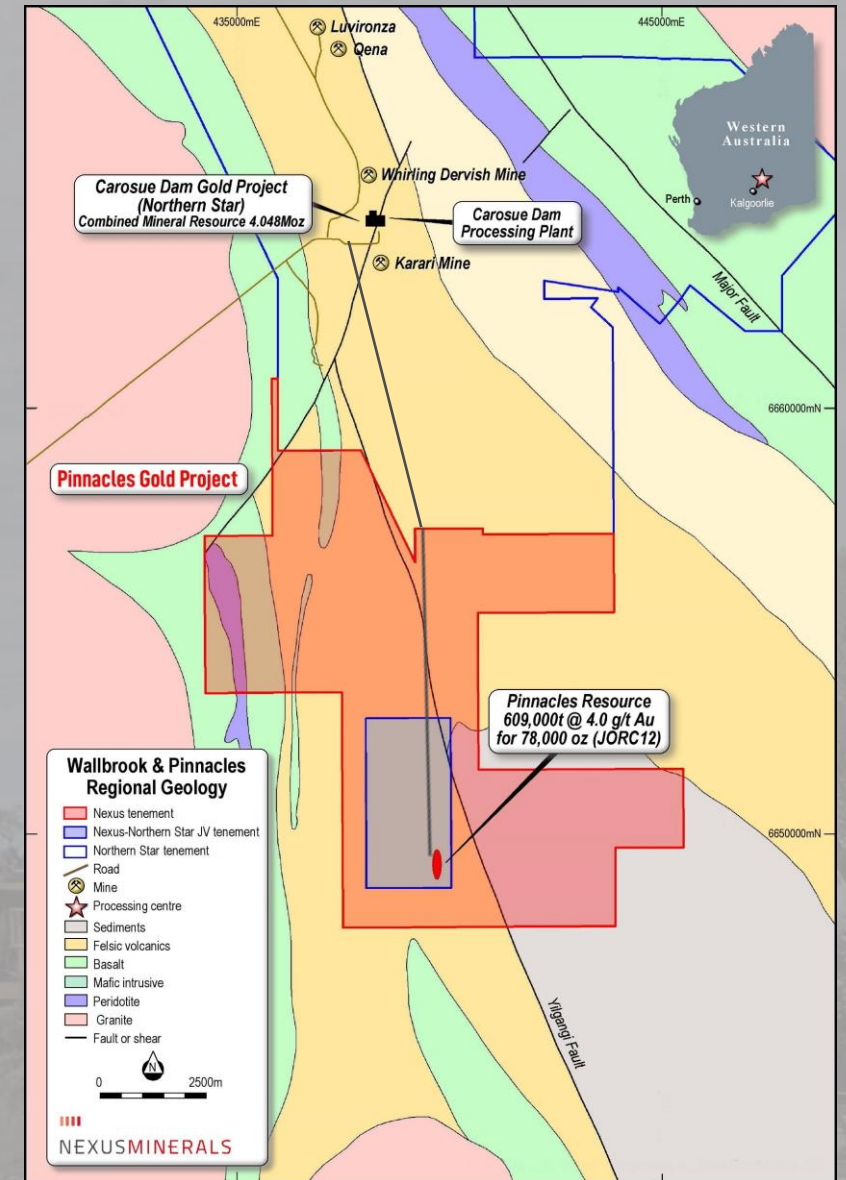 435000mE
445000mE
Luvironza
Qena
Western
Australia
Perth
Kalgoorlie
Whirling Dervish Mine
Carosue Dam Gold Project
(Northern Star)
Combined Mineral Resource 4.048Moz
Carosue Dam
Processing Plant
Karari Mine
Major Fault
6660000mN
Pinnacles Gold Project
Pinnacles Resource
609,000t @ 4.0 g/t Au
for 78,000 oz (JORC12)
Wallbrook & Pinnacles
Regional Geology
Nexus tenement
Nexus-Northern Star JV tenement
Northern Star tenement
Road
Mine
Processing centre
Sediments
Felsic volcanics
Basalt
Mafic intrusive
Peridotite
Granite
Fault or shear
N
0 2500m
NEXUSMINERALS
6650000mN
Yilgangi Fault